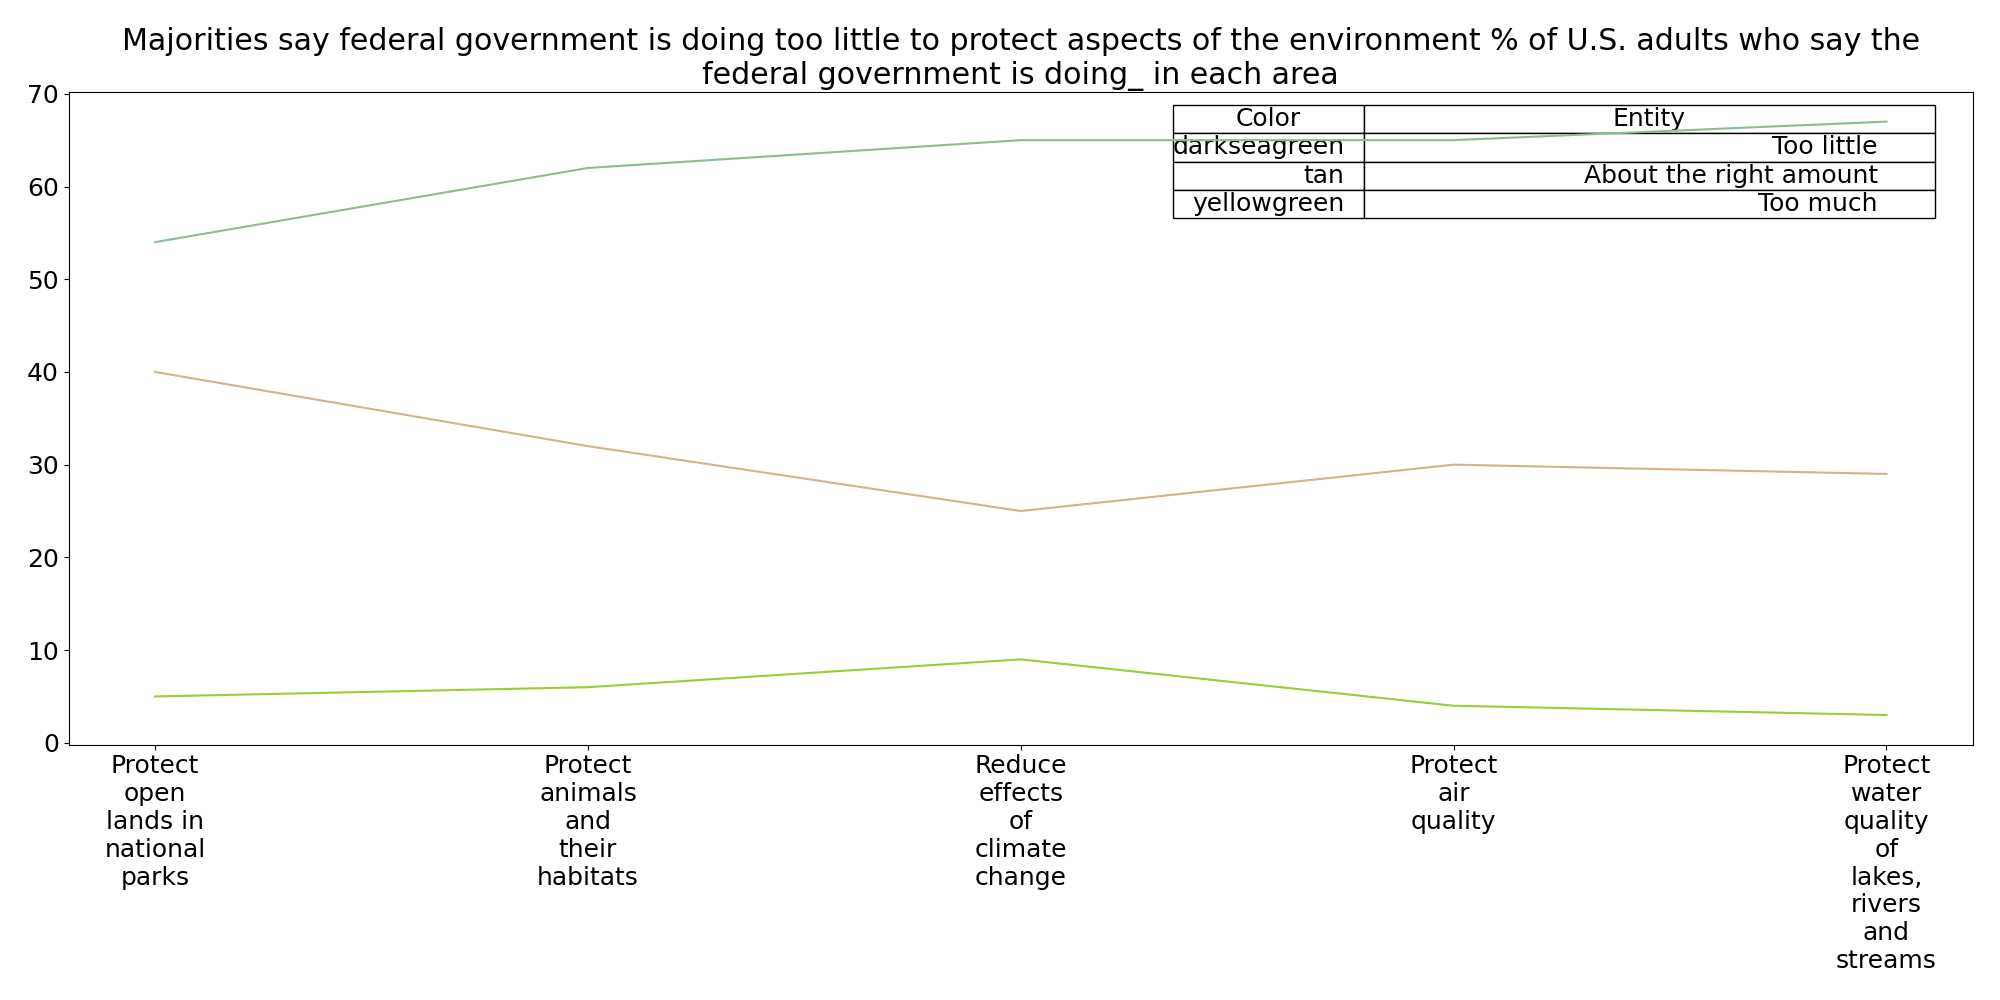 Majorities say federal government is doing too little to protect aspects of the environment % of U.S. adults who say the
federal government is doing_ in each area
70
60
50
40
30
20
10
0
Color Entity
darkseagreen Too little
tan About the right amount
yellowgreen Too much
Protect
open
lands in
national
parks
Protect
animals
and
their
habitats
Reduce
effects
of
climate
change
Protect
air
quality
Protect
water
quality
of
lakes,
rivers
and
streams